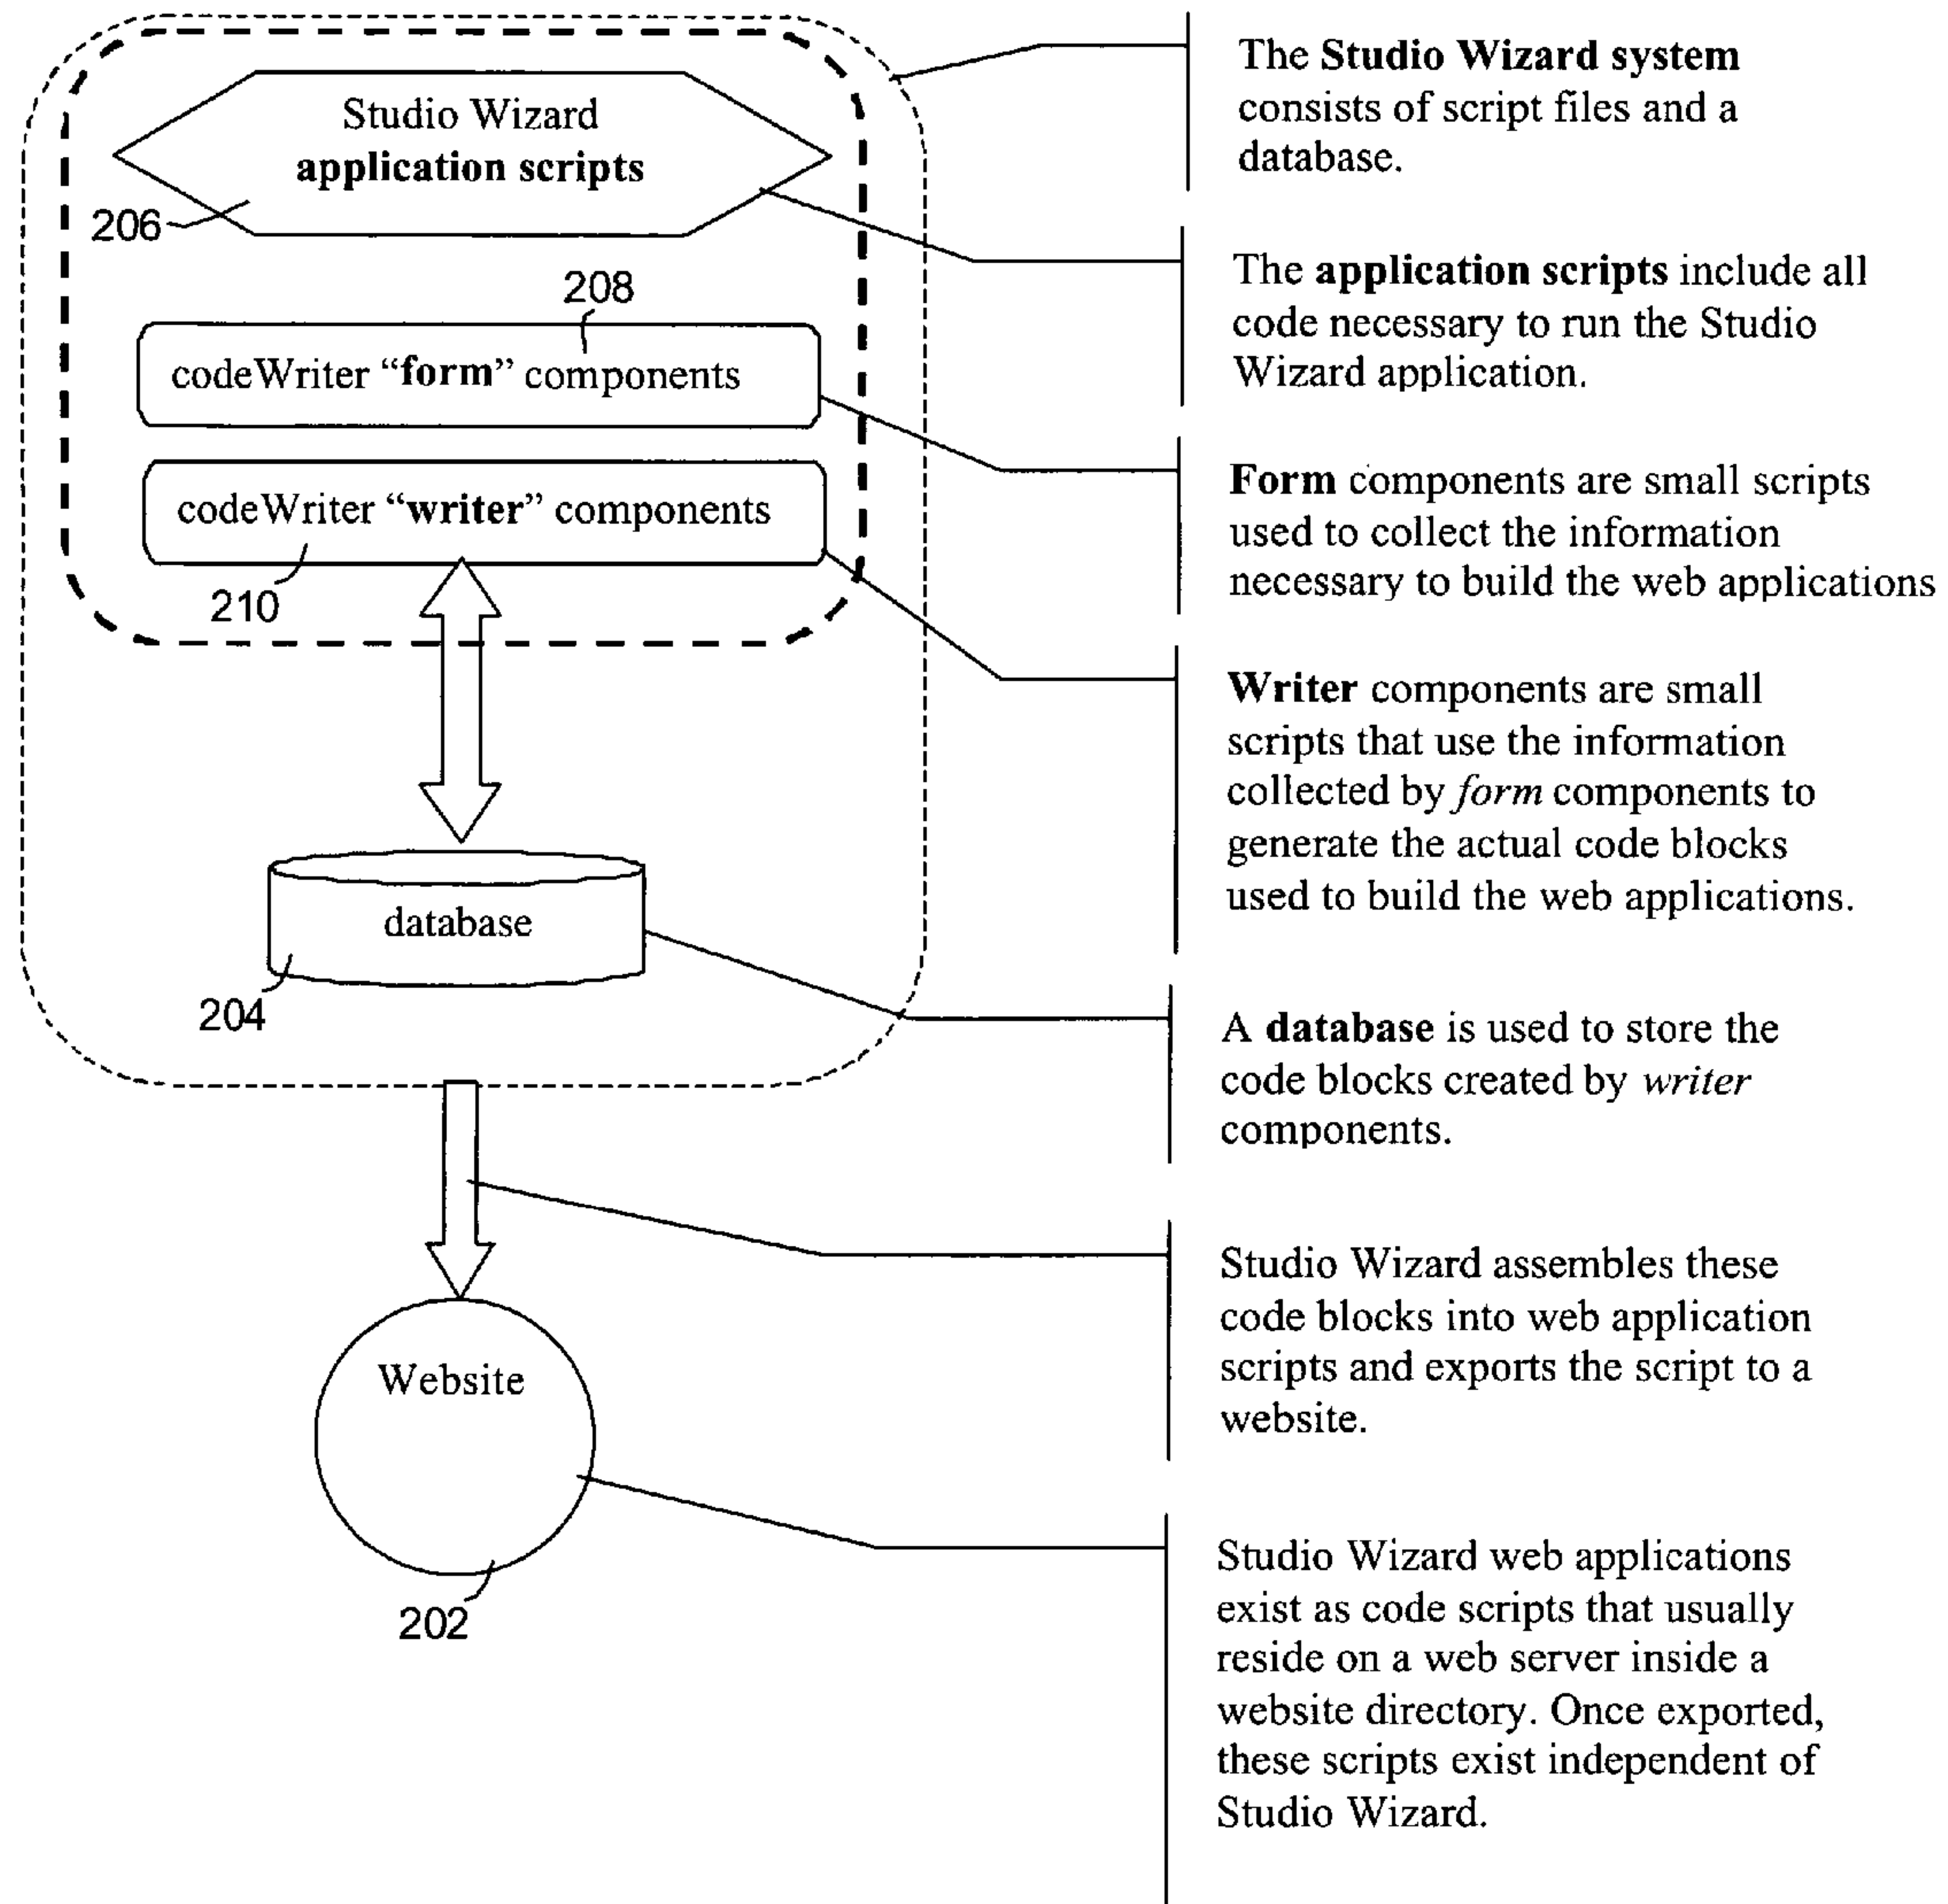 Studio Wizard
application scripts
206
208
codeWriter “form” components
codeWriter “writer” components
210
database
204
Website
202
The Studio Wizard system
consists of script files and a
database.
The application scripts include all
code necessary to run the Studio
Wizard application.
Form components are small scripts
used to collect the information
necessary to build the web applications
Writer components are small
scripts that use the information
collected by form components to
generate the actual code blocks
used to build the web applications.
A database is used to store the
code blocks created by writer
components.
Studio Wizard assembles these
code blocks into web application
scripts and exports the script to a
website.
Studio Wizard web applications
exist as code scripts that usually
reside on a web server inside a
website directory. Once exported,
these scripts exist independent of
Studio Wizard.